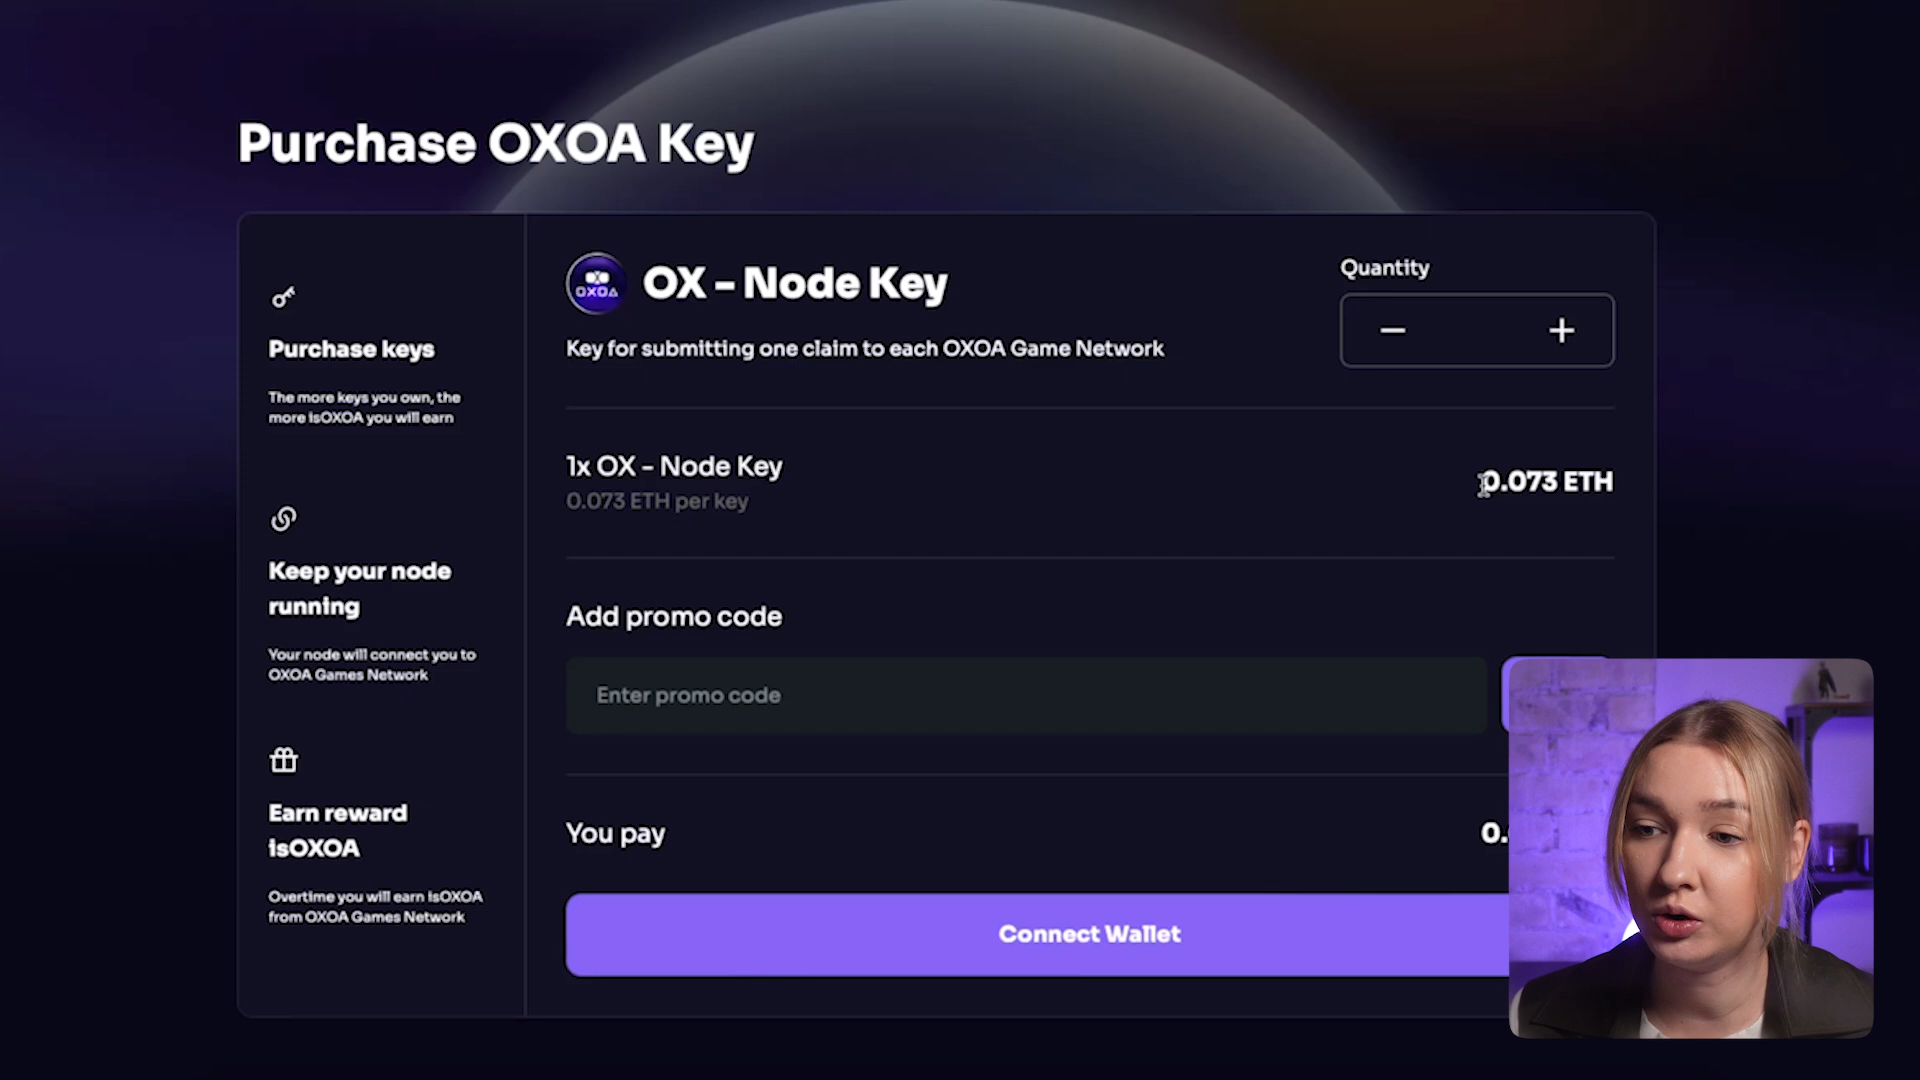 Purchase OXOA Key
Purchase keys
The more keys you own, the
more isOXOA you will earn
Keep your node
running
Your node will connect you to
OXOA Games Network
Earn reward
isOXOA
Overtime you will earn isOXOA
from OXOA Games Network
OXOA
OX - Node Key
Key for submitting one claim to each OXOA Game Network
Quantity
1x OX - Node Key
0.073 ETH per key
0.073 ETH
Add promo code
Enter promo code
You pay
0.
Connect Wallet